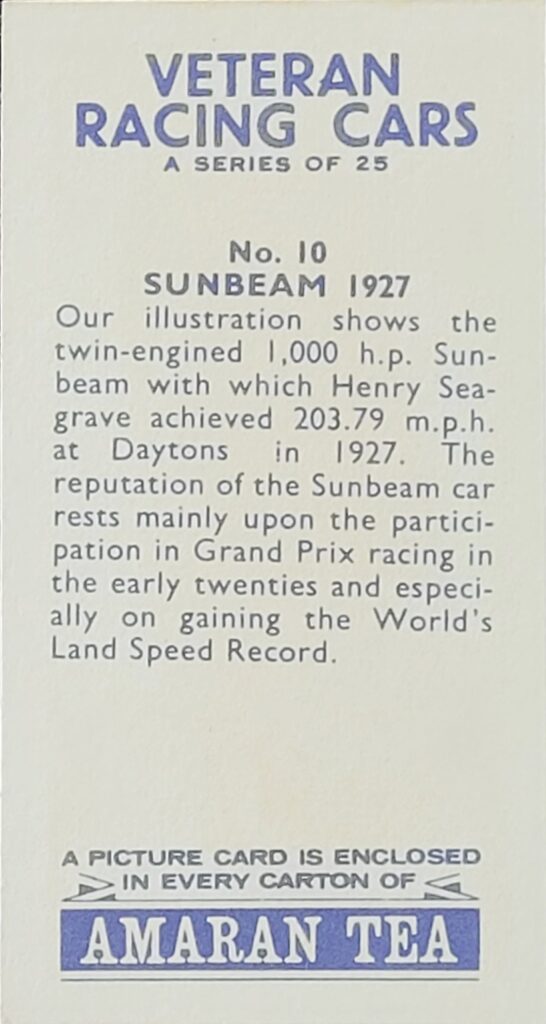 VETERAN
RACING CARS
A SERIES OF 25
No. 10
SUNBEAM 1927
Our illustration shows the
twin-engined 1,000 h.p. Sun-
beam with which Henry Sea-
grave achieved 203.79 m.p.h.
at Daytons in 1927. The
reputation of the Sunbeam car
rests mainly upon the partici-
pation in Grand Prix racing in
the early twenties and especi-
ally on gaining the World's
Land Speed Record.
A PICTURE CARD IS ENCLOSED
IN EVERY CARTON OF
AMARAN TEA